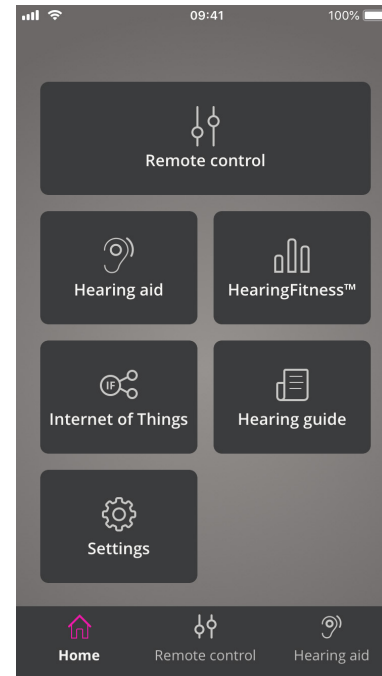 09:41 100%
Remote control
Hearing aid HearingFitness™
IF
Internet of Things Hearing guide
Settings
Home Remote control Hearing aid